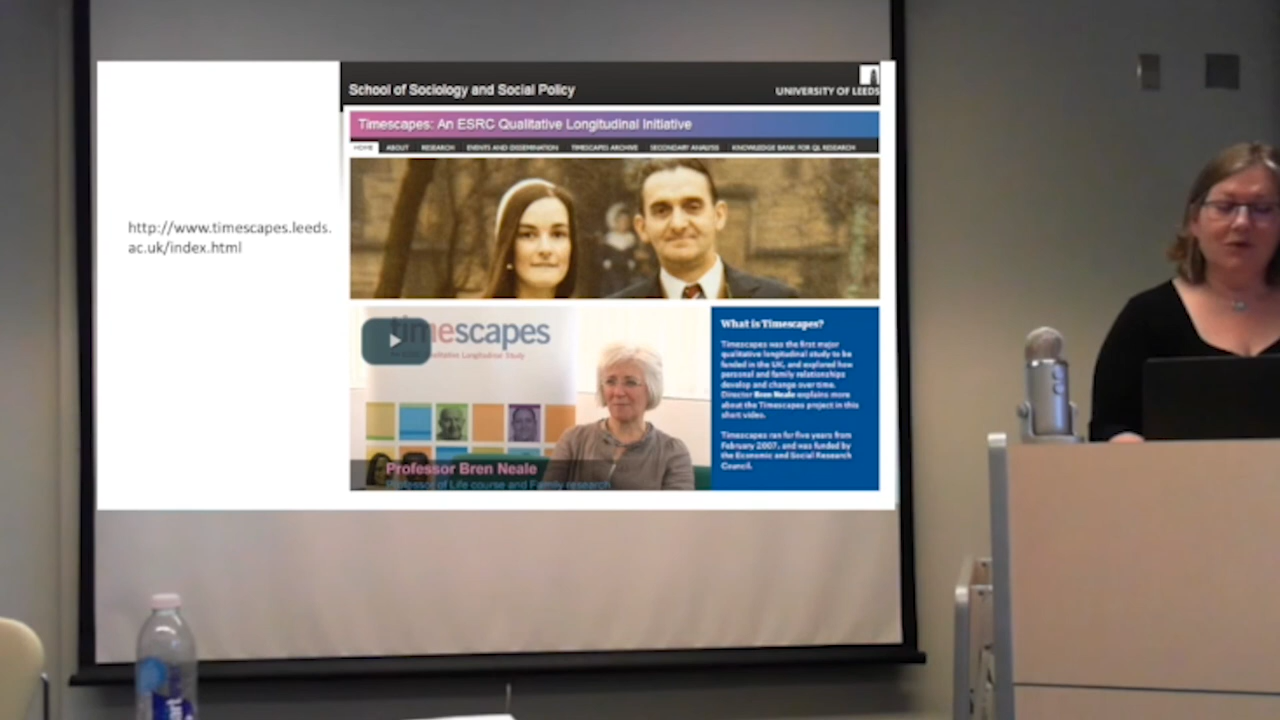 School of Sociology and Social Policy
UNIVERSITY OF LEEDS
Timescapes: An ESRC Qualitative Longitudinal Initiative
HOME ABOUT RESEARCH EVENTS AND DISSEMINATION TIMESCAPES ARCHIVE SECONDARY ANALYSIS KNOWLEDGE BANK FOR QL RESEARCH
http://www.timescapes.leeds.
ac.uk/index.html
timescapes
Qualitative Longitudinal Study
Professor Bren Neale
Professor of Life course and Family research
What is Timescapes?
Timescapes was the first major
qualitative longitudinal study to be
funded in the UK, and explored how
personal and family relationships
develop and change over time.
Director Bren Neale explains more
about the Timescapes project in this
short video.
Timescapes ran for five years from
February 2007, and was funded by
the Economic and Social Research
Council.